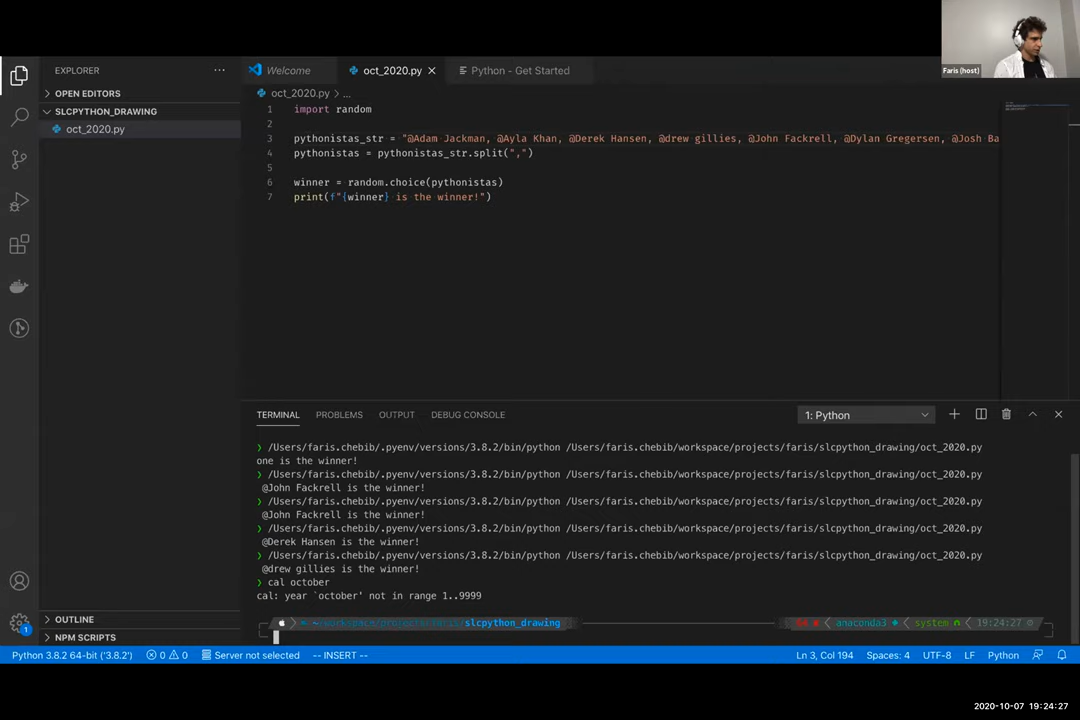 Faris (host)
EXPLORER
Welcome
oct_2020.py
Python - Get Started
OPEN EDITORS
oct_2020.py > ...
SLCPYTHON_DRAWING
oct_2020.py
1 import random
2
3 pythonistas_str = "@Adam Jackman, @Ayla Khan, @Derek Hansen, @drew gillies, @John Fackrell, @Dylan Gregersen, @Josh Ba
4 pythonistas = pythonistas_str.split(",")
5
6 winner = random.choice(pythonistas)
7 print(f"{winner} is the winner!")
TERMINAL PROBLEMS OUTPUT DEBUG CONSOLE 1: Python
❯ /Users/faris.chebib/.pyenv/versions/3.8.2/bin/python /Users/faris.chebib/workspace/projects/faris/slcpython_drawing/oct_2020.py
one is the winner!
❯ /Users/faris.chebib/.pyenv/versions/3.8.2/bin/python /Users/faris.chebib/workspace/projects/faris/slcpython_drawing/oct_2020.py
@John Fackrell is the winner!
❯ /Users/faris.chebib/.pyenv/versions/3.8.2/bin/python /Users/faris.chebib/workspace/projects/faris/slcpython_drawing/oct_2020.py
@John Fackrell is the winner!
❯ /Users/faris.chebib/.pyenv/versions/3.8.2/bin/python /Users/faris.chebib/workspace/projects/faris/slcpython_drawing/oct_2020.py
@Derek Hansen is the winner!
❯ /Users/faris.chebib/.pyenv/versions/3.8.2/bin/python /Users/faris.chebib/workspace/projects/faris/slcpython_drawing/oct_2020.py
@drew gillies is the winner!
❯ cal october
cal: year `october' not in range 1..9999
~/workspace/projects/faris/slcpython_drawing anaconda3 system 19:24:27
OUTLINE
NPM SCRIPTS
1
Python 3.8.2 64-bit ('3.8.2') 0 0 Server not selected -- INSERT -- Ln 3, Col 194 Spaces: 4 UTF-8 LF Python
2020-10-07 19:24:27